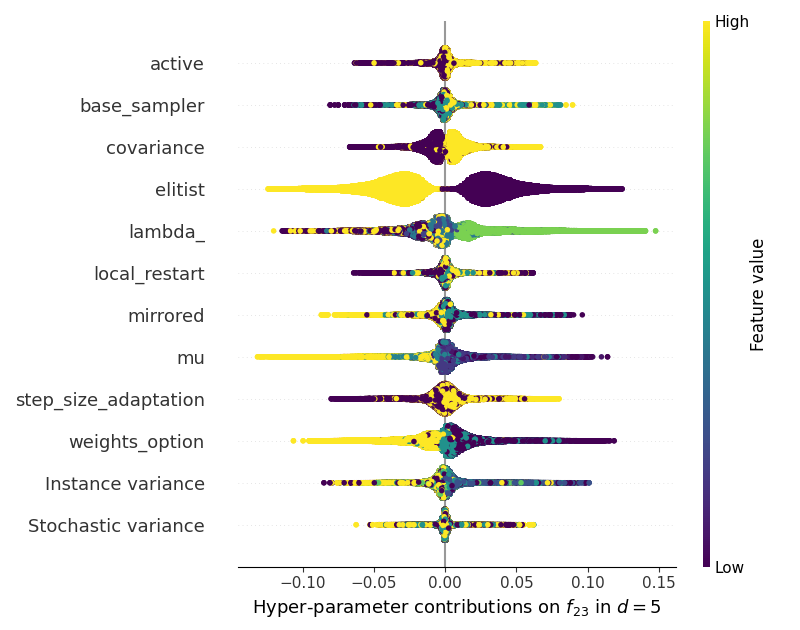 High
active
base_sampler
covariance
elitist
lambda_
local_restart
mirrored
mu
step_size_adaptation
weights_option
Instance variance
Stochastic variance
Feature value
Low
−0.10 −0.05 0.00 0.05 0.10 0.15
Hyper-parameter contributions on f₂₃ in d = 5